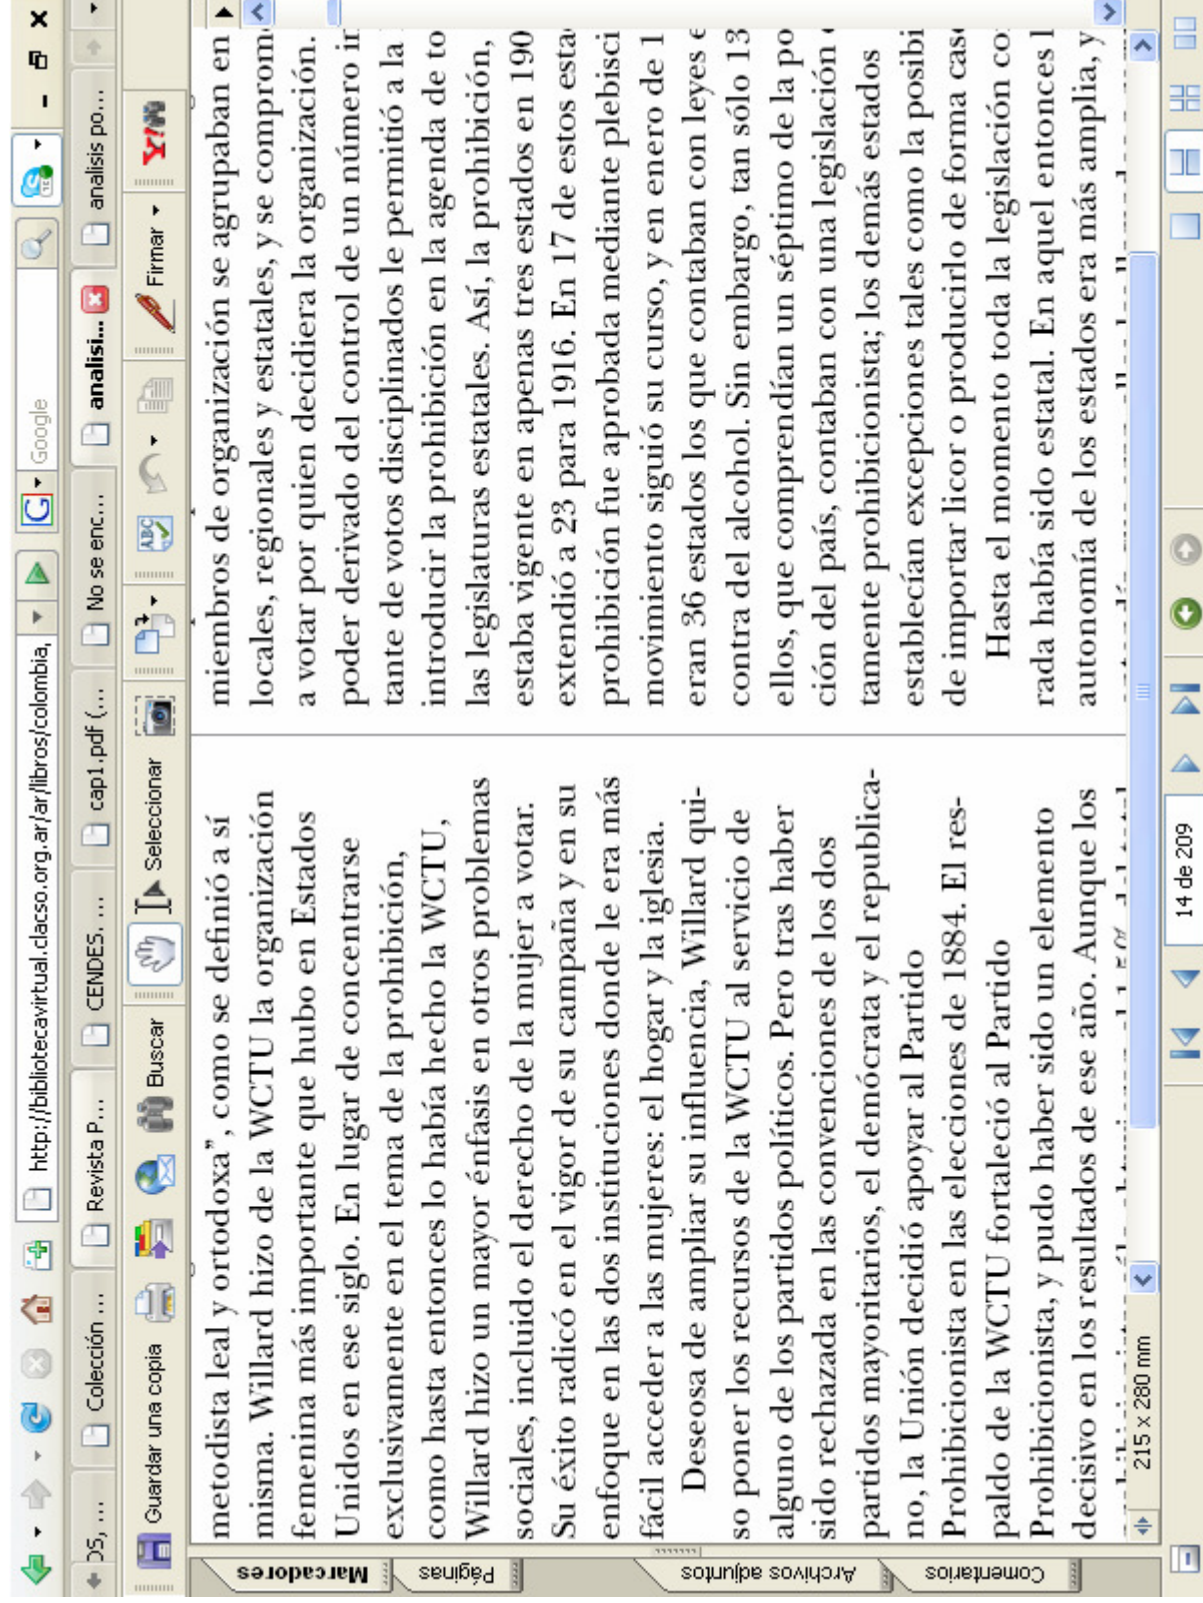 http://bibliotecavirtual.clacso.org.ar/ar/libros/colombia,
Google
OS, ...
Colección ...
Revista P...
CENDES, ...
cap1.pdf (...
No se enc...
analisi...
analisis po...
Guardar una copia
Buscar
Seleccionar
ABC
Firmar
Y!
Marcadores
Páginas
Archivos adjuntos
Comentarios
metodista leal y ortodoxa”, como se definió a sí
misma. Willard hizo de la WCTU la organización
femenina más importante que hubo en Estados
Unidos en ese siglo. En lugar de concentrarse
exclusivamente en el tema de la prohibición,
como hasta entonces lo había hecho la WCTU,
Willard hizo un mayor énfasis en otros problemas
sociales, incluido el derecho de la mujer a votar.
Su éxito radicó en el vigor de su campaña y en su
enfoque en las dos instituciones donde le era más
fácil acceder a las mujeres: el hogar y la iglesia.
Deseosa de ampliar su influencia, Willard qui-
so poner los recursos de la WCTU al servicio de
alguno de los partidos políticos. Pero tras haber
sido rechazada en las convenciones de los dos
partidos mayoritarios, el demócrata y el republica-
no, la Unión decidió apoyar al Partido
Prohibicionista en las elecciones de 1884. El res-
paldo de la WCTU fortaleció al Partido
Prohibicionista, y pudo haber sido un elemento
decisivo en los resultados de ese año. Aunque los
miembros de organización se agrupaban en
locales, regionales y estatales, y se comprome
a votar por quien decidiera la organización.
poder derivado del control de un número ir
tante de votos disciplinados le permitió a la
introducir la prohibición en la agenda de to
las legislaturas estatales. Así, la prohibición,
estaba vigente en apenas tres estados en 190
extendió a 23 para 1916. En 17 de estos esta
prohibición fue aprobada mediante plebisci
movimiento siguió su curso, y en enero de 1
eran 36 estados los que contaban con leyes e
contra del alcohol. Sin embargo, tan sólo 13
ellos, que comprendían un séptimo de la po
ción del país, contaban con una legislación
tamente prohibicionista; los demás estados
establecían excepciones tales como la posibi
de importar licor o producirlo de forma case
Hasta el momento toda la legislación co
rada había sido estatal. En aquel entonces l
autonomía de los estados era más amplia, y
215 x 280 mm
14 de 209